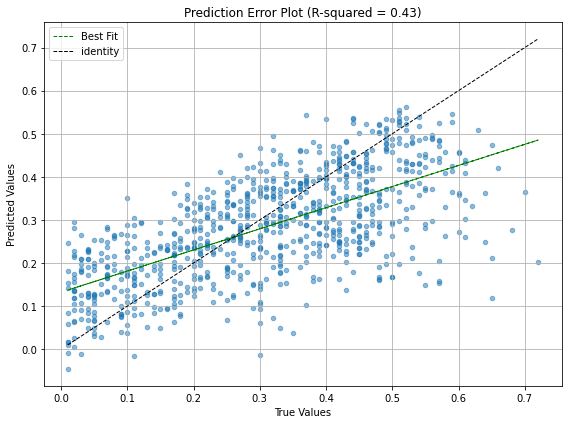 Prediction Error Plot (R-squared = 0.43)
Best Fit
identity
Predicted Values
0.7
0.6
0.5
0.4
0.3
0.2
0.1
0.0
0.0 0.1 0.2 0.3 0.4 0.5 0.6 0.7
True Values